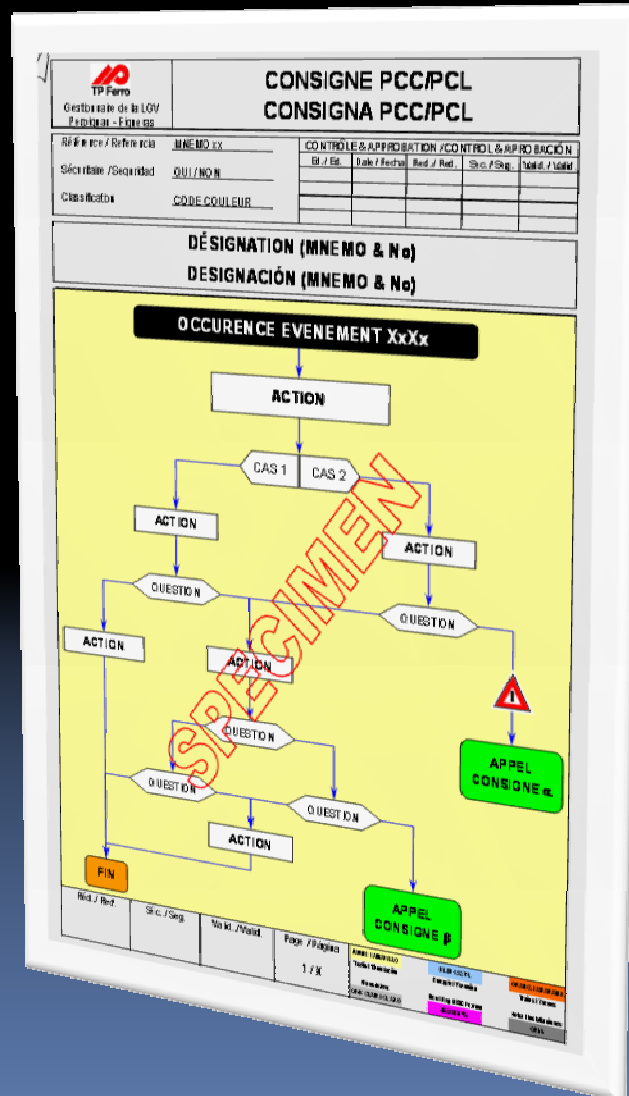 TP Ferro
Gestionnaire de la LGV
Perpignan - Figueras
CONSIGNE PCC/PCL
CONSIGNA PCC/PCL
Référence / Referencia
MNEMO xx
Sécuritaire / Seguridad
OUI / NON
Classification
CODE COULEUR
CONTRÔLE & APPROBATION / CONTROL & APROBACIÓN
Ed. / Ed. Date / Fecha Red. / Red. Sec. / Seg. Valid. / Valid
DÉSIGNATION (MNEMO & No)
DESIGNACIÓN (MNEMO & No)
OCCURENCE EVENEMENT XxXx
ACTION
CAS 1 CAS 2
ACTION
ACTION
QUESTION
QUESTION
ACTION
ACTION
SPECIMEN
QUESTION
QUESTION
QUESTION
ACTION
APPEL
CONSIGNE α
FIN
APPEL
CONSIGNE β
Réd. / Red.
Séc. / Seg.
Valid. / Valid.
Page / Página
1 / X